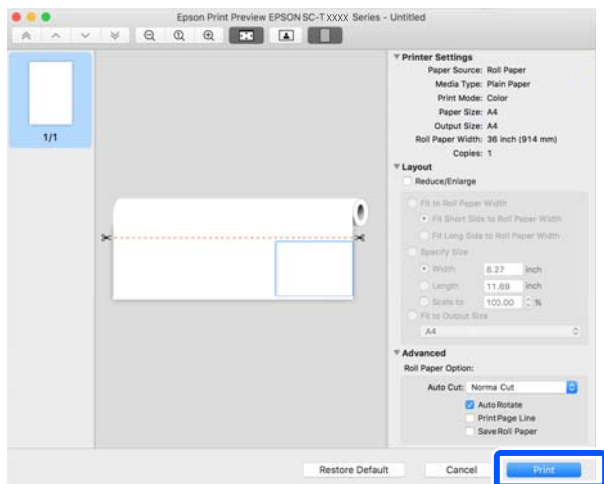 Epson Print Preview EPSON SC-T XXXX Series - Untitled
1/1
Printer Settings
Paper Source: Roll Paper
Media Type: Plain Paper
Print Mode: Color
Paper Size: A4
Output Size: A4
Roll Paper Width: 36 inch (914 mm)
Copies: 1
Layout
Reduce/Enlarge
Fit to Roll Paper Width
Fit Short Side to Roll Paper Width
Fit Long Side to Roll Paper Width
Specify Size
Width 8.27 inch
Length 11.69 inch
Scale to 100.00 %
Fit to Output Size
A4
Advanced
Roll Paper Option:
Auto Cut: Norma Cut
Auto Rotate
Print Page Line
Save Roll Paper
Restore Default Cancel Print